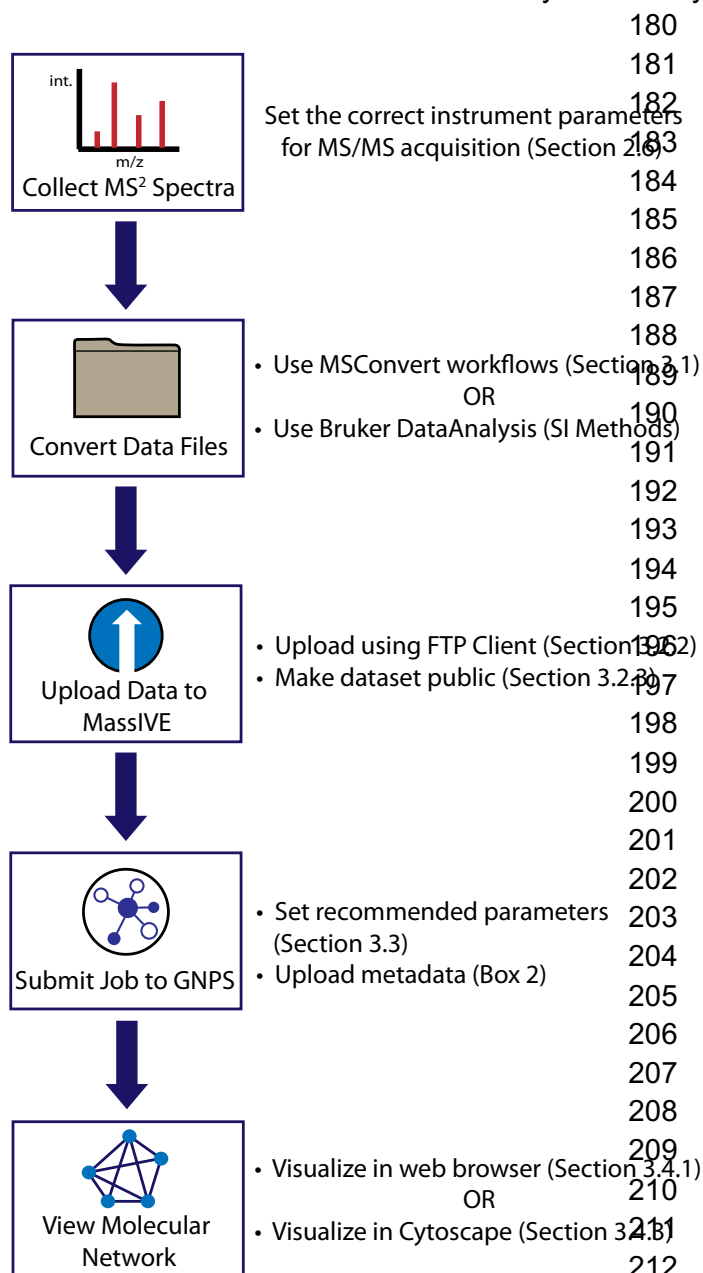 180
181
182
183
184
185
186
187
188
189
190
191
192
193
194
195
196
197
198
199
200
201
202
203
204
205
206
207
208
209
210
211
212
int.
m/z
Collect MS² Spectra
Set the correct instrument parameters
for MS/MS acquisition (Section 2.6)
Convert Data Files
• Use MSConvert workflows (Section 3.1)
OR
• Use Bruker DataAnalysis (SI Methods)
Upload Data to
MassIVE
• Upload using FTP Client (Section 3.2.2)
• Make dataset public (Section 3.2.3)
Submit Job to GNPS
• Set recommended parameters
(Section 3.3)
• Upload metadata (Box 2)
View Molecular
Network
• Visualize in web browser (Section 3.4.1)
OR
• Visualize in Cytoscape (Section 3.4.3)